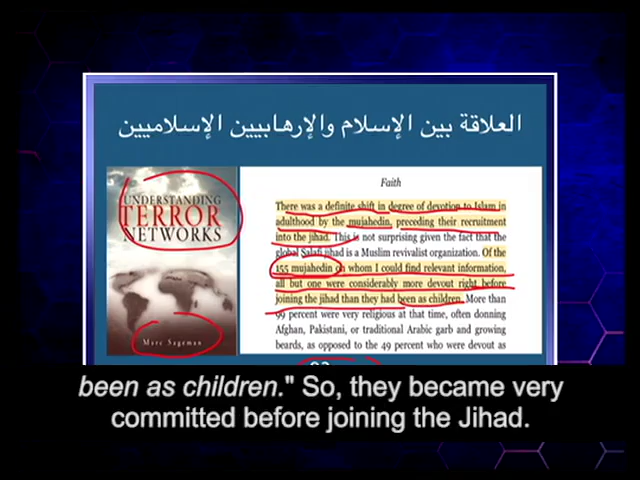 العلاقة بين الإسلام والإرهابيين الإسلاميين
UNDERSTANDING
TERROR
NETWORKS
Marc Sageman
Faith
There was a definite shift in degree of devotion to Islam in
adulthood by the mujahedin, preceding their recruitment
into the jihad. This is not surprising given the fact that the
global Salafi jihad is a Muslim revivalist organization. Of the
155 mujahedin on whom I could find relevant information,
all but one were considerably more devout right before
joining the jihad than they had been as children. More than
99 percent were very religious at that time, often donning
Afghan, Pakistani, or traditional Arabic garb and growing
beards, as opposed to the 49 percent who were devout as
been as children." So, they became very
committed before joining the Jihad.